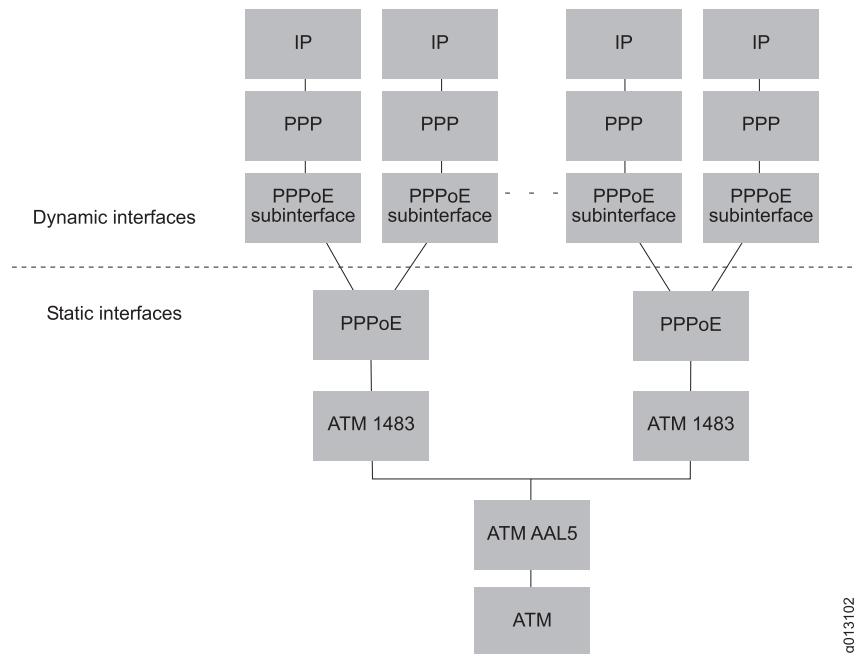 IP
IP
IP
IP
PPP
PPP
PPP
PPP
PPPoE
subinterface
PPPoE
subinterface
PPPoE
subinterface
PPPoE
subinterface
Dynamic interfaces
Static interfaces
PPPoE
PPPoE
ATM 1483
ATM 1483
ATM AAL5
ATM
g013102